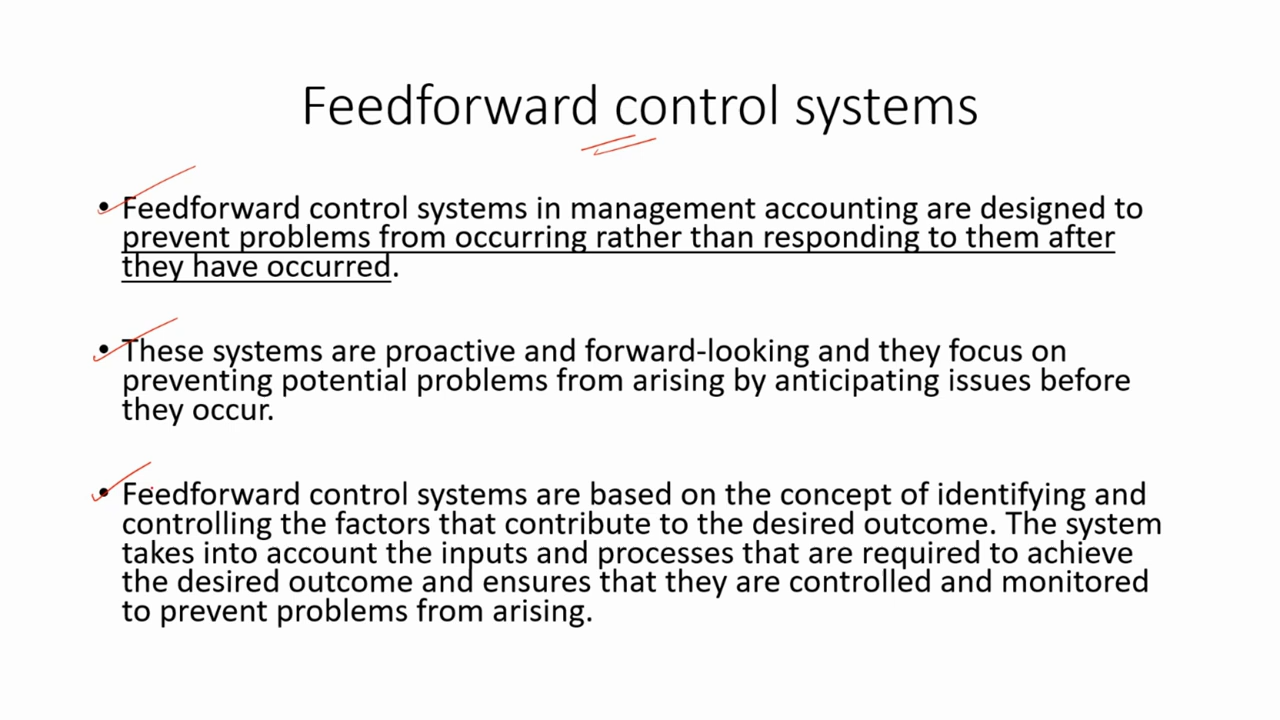 Feedforward control systems
• Feedforward control systems in management accounting are designed to
prevent problems from occurring rather than responding to them after
they have occurred.
• These systems are proactive and forward-looking and they focus on
preventing potential problems from arising by anticipating issues before
they occur.
• Feedforward control systems are based on the concept of identifying and
controlling the factors that contribute to the desired outcome. The system
takes into account the inputs and processes that are required to achieve
the desired outcome and ensures that they are controlled and monitored
to prevent problems from arising.